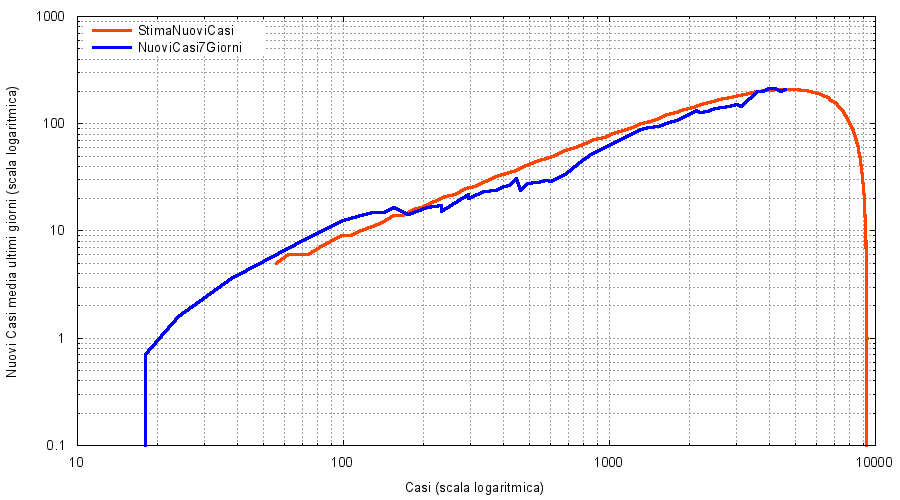 1000
StimaNuoviCasi
NuoviCasi7Giorni
100
10
1
0.1
10
100
1000
10000
Nuovi Casi media ultimi giorni (scala logaritmica)
Casi (scala logaritmica)